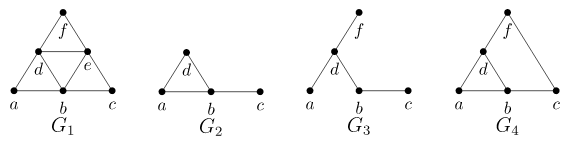 f f f
d e d d d
a b c a b c a b c a b c
G₁ G₂ G₃ G₄